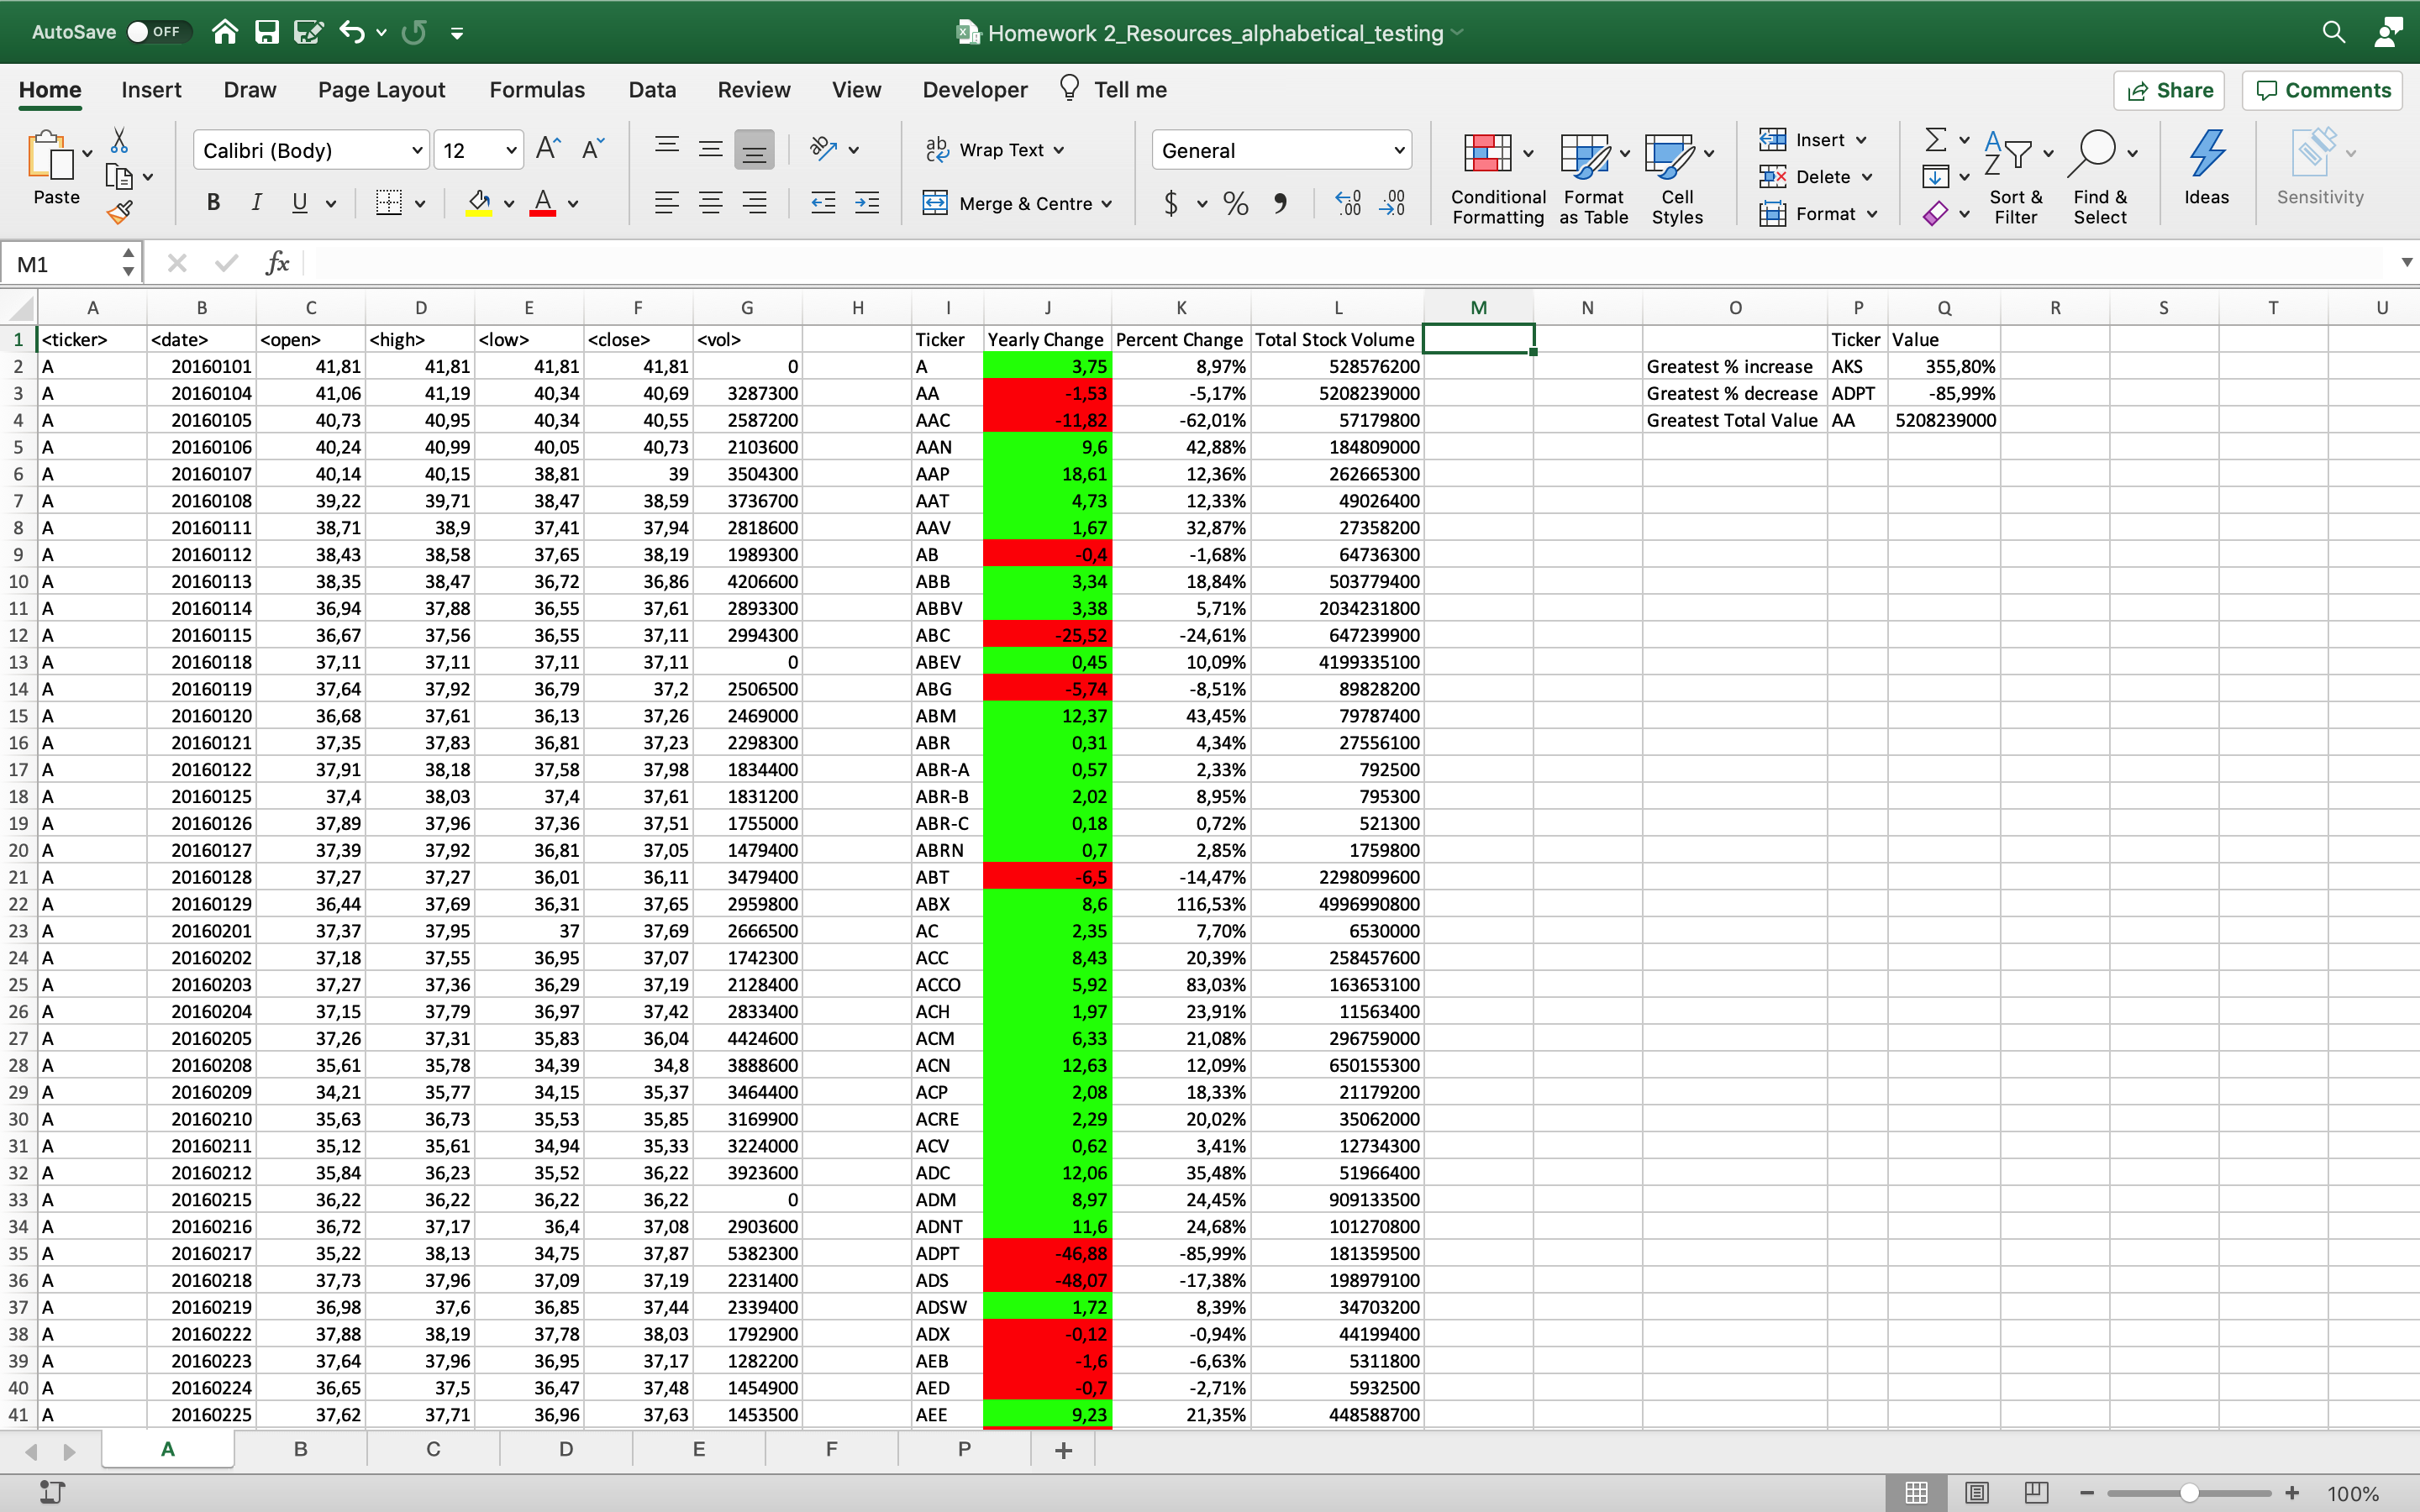 AutoSave OFF Homework 2_Resources_alphabetical_testing
Home Insert Draw Page Layout Formulas Data Review View Developer Tell me Share Comments
Paste Calibri (Body) 12 Wrap Text General Conditional Formatting Format as Table Cell Styles Insert Sort & Filter Find & Select Ideas Sensitivity
B I U Merge & Centre $ % Delete
Format
M1 fx
A B C D E F G H I J K L M N O P Q R S T U
1 <ticker> <date> <open> <high> <low> <close> <vol> Ticker Yearly Change Percent Change Total Stock Volume Ticker Value
2 A 20160101 41,81 41,81 41,81 41,81 0 A 3,75 8,97% 528576200 Greatest % increase AKS 355,80%
3 A 20160104 41,06 41,19 40,34 40,69 3287300 AA -1,53 -5,17% 5208239000 Greatest % decrease ADPT -85,99%
4 A 20160105 40,73 40,95 40,34 40,55 2587200 AAC -11,82 -62,01% 57179800 Greatest Total Value AA 5208239000
5 A 20160106 40,24 40,99 40,05 40,73 2103600 AAN 9,6 42,88% 184809000
6 A 20160107 40,14 40,15 38,81 39 3504300 AAP 18,61 12,36% 262665300
7 A 20160108 39,22 39,71 38,47 38,59 3736700 AAT 4,73 12,33% 49026400
8 A 20160111 38,71 38,9 37,41 37,94 2818600 AAV 1,67 32,87% 27358200
9 A 20160112 38,43 38,58 37,65 38,19 1989300 AB -0,4 -1,68% 64736300
10 A 20160113 38,35 38,47 36,72 36,86 4206600 ABB 3,34 18,84% 503779400
11 A 20160114 36,94 37,88 36,55 37,61 2893300 ABBV 3,38 5,71% 2034231800
12 A 20160115 36,67 37,56 36,55 37,11 2994300 ABC -25,52 -24,61% 647239900
13 A 20160118 37,11 37,11 37,11 37,11 0 ABEV 0,45 10,09% 4199335100
14 A 20160119 37,64 37,92 36,79 37,2 2506500 ABG -5,74 -8,51% 89828200
15 A 20160120 36,68 37,61 36,13 37,26 2469000 ABM 12,37 43,45% 79787400
16 A 20160121 37,35 37,83 36,81 37,23 2298300 ABR 0,31 4,34% 27556100
17 A 20160122 37,91 38,18 37,58 37,98 1834400 ABR-A 0,57 2,33% 792500
18 A 20160125 37,4 38,03 37,4 37,61 1831200 ABR-B 2,02 8,95% 795300
19 A 20160126 37,89 37,96 37,36 37,51 1755000 ABR-C 0,18 0,72% 521300
20 A 20160127 37,39 37,92 36,81 37,05 1479400 ABRN 0,7 2,85% 1759800
21 A 20160128 37,27 37,27 36,01 36,11 3479400 ABT -6,5 -14,47% 2298099600
22 A 20160129 36,44 37,69 36,31 37,65 2959800 ABX 8,6 116,53% 4996990800
23 A 20160201 37,37 37,95 37 37,69 2666500 AC 2,35 7,70% 6530000
24 A 20160202 37,18 37,55 36,95 37,07 1742300 ACC 8,43 20,39% 258457600
25 A 20160203 37,27 37,36 36,29 37,19 2128400 ACCO 5,92 83,03% 163653100
26 A 20160204 37,15 37,79 36,97 37,42 2833400 ACH 1,97 23,91% 11563400
27 A 20160205 37,26 37,31 35,83 36,04 4424600 ACM 6,33 21,08% 296759000
28 A 20160208 35,61 35,78 34,39 34,8 3888600 ACN 12,63 12,09% 650155300
29 A 20160209 34,21 35,77 34,15 35,37 3464400 ACP 2,08 18,33% 21179200
30 A 20160210 35,63 36,73 35,53 35,85 3169900 ACRE 2,29 20,02% 35062000
31 A 20160211 35,12 35,61 34,94 35,33 3224000 ACV 0,62 3,41% 12734300
32 A 20160212 35,84 36,23 35,52 36,22 3923600 ADC 12,06 35,48% 51966400
33 A 20160215 36,22 36,22 36,22 36,22 0 ADM 8,97 24,45% 909133500
34 A 20160216 36,72 37,17 36,4 37,08 2903600 ADNT 11,6 24,68% 101270800
35 A 20160217 35,22 38,13 34,75 37,87 5382300 ADPT -46,88 -85,99% 181359500
36 A 20160218 37,73 37,96 37,09 37,19 2231400 ADS -48,07 -17,38% 198979100
37 A 20160219 36,98 37,6 36,85 37,44 2339400 ADSW 1,72 8,39% 34703200
38 A 20160222 37,88 38,19 37,78 38,03 1792900 ADX -0,12 -0,94% 44199400
39 A 20160223 37,64 37,96 36,95 37,17 1282200 AEB -1,6 -6,63% 5311800
40 A 20160224 36,65 37,5 36,47 37,48 1454900 AED -0,7 -2,71% 5932500
41 A 20160225 37,62 37,71 36,96 37,63 1453500 AEE 9,23 21,35% 448588700
A B C D E F P +
100%